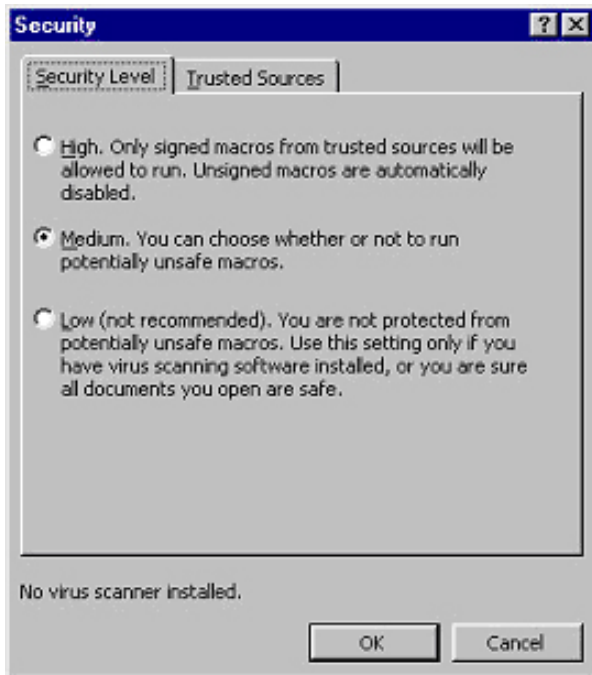 Security
Security Level
Trusted Sources
High. Only signed macros from trusted sources will be
allowed to run. Unsigned macros are automatically
disabled.
Medium. You can choose whether or not to run
potentially unsafe macros.
Low (not recommended). You are not protected from
potentially unsafe macros. Use this setting only if you
have virus scanning software installed, or you are sure
all documents you open are safe.
No virus scanner installed.
OK
Cancel